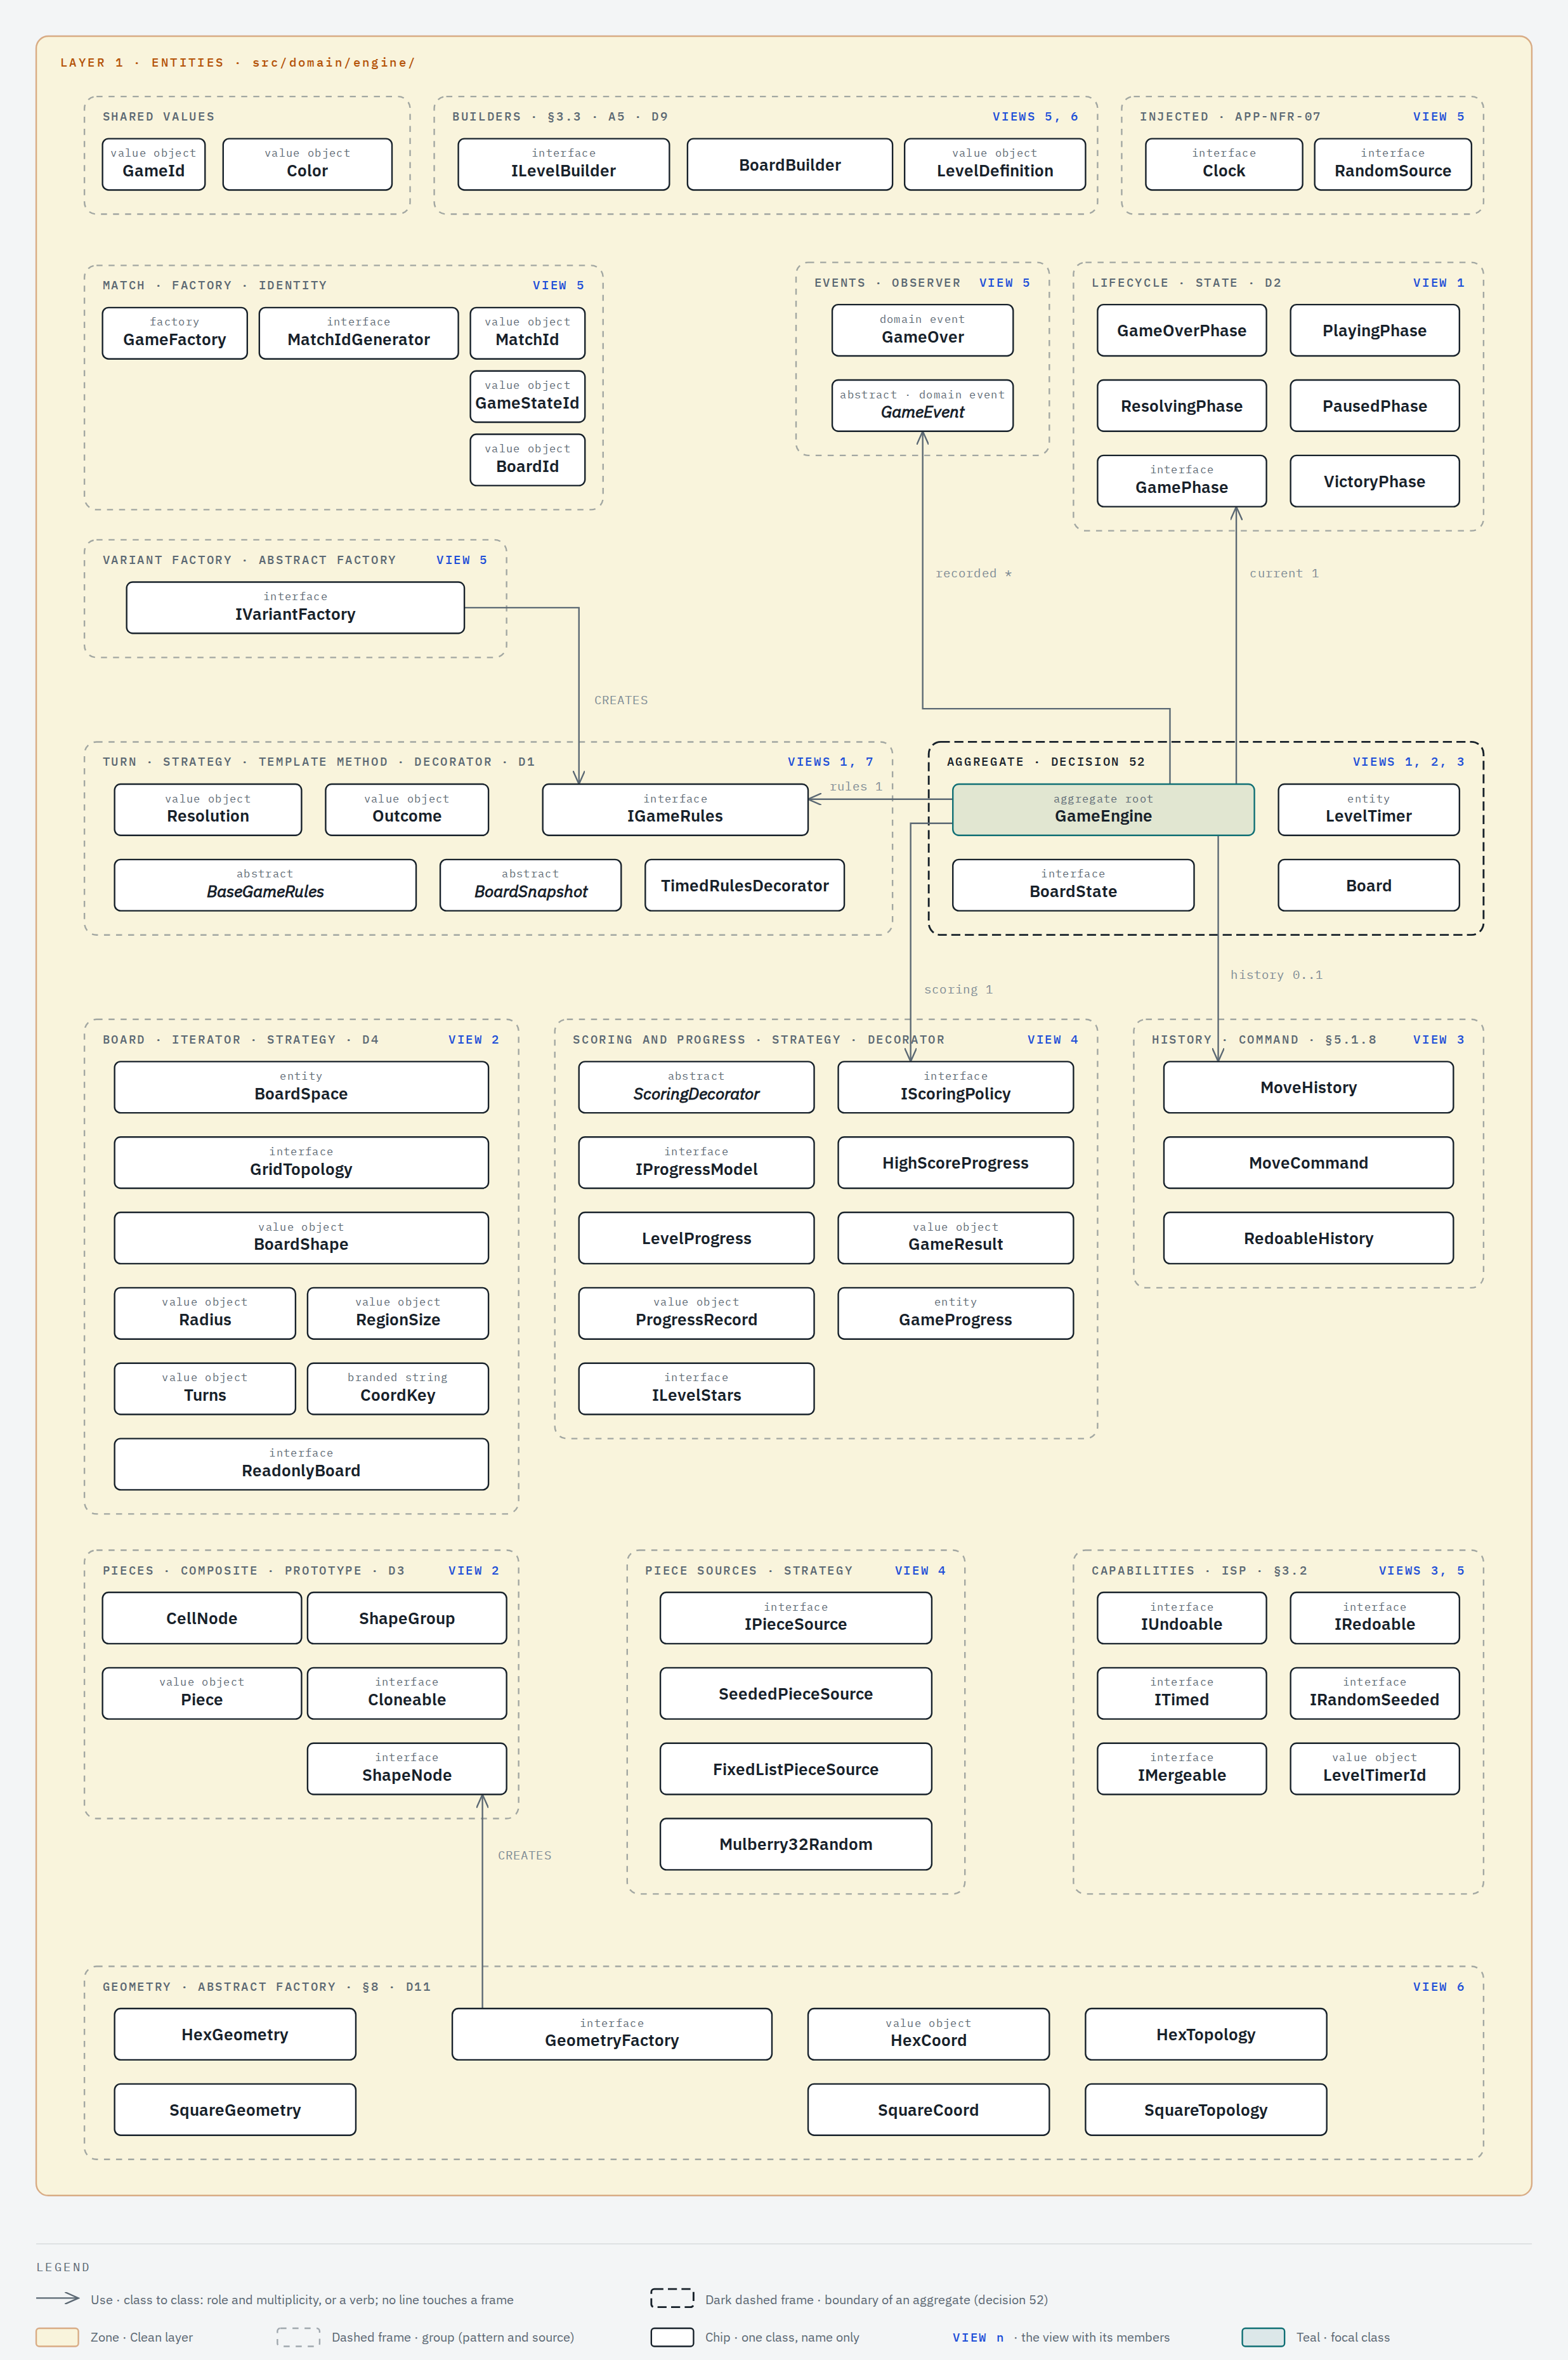 LAYER 1 · ENTITIES · src/domain/engine/
SHARED VALUES
value object
GameId
value object
Color
BUILDERS · §3.3 · A5 · D9
VIEWS 5, 6
interface
ILevelBuilder
BoardBuilder
value object
LevelDefinition
INJECTED · APP-NFR-07
VIEW 5
interface
Clock
interface
RandomSource
MATCH · FACTORY · IDENTITY
VIEW 5
factory
GameFactory
interface
MatchIdGenerator
value object
MatchId
value object
GameStateId
value object
BoardId
EVENTS · OBSERVER
VIEW 5
domain event
GameOver
abstract · domain event
GameEvent
LIFECYCLE · STATE · D2
VIEW 1
GameOverPhase
PlayingPhase
ResolvingPhase
PausedPhase
interface
GamePhase
VictoryPhase
VARIANT FACTORY · ABSTRACT FACTORY
VIEW 5
interface
IVariantFactory
recorded *
current 1
CREATES
TURN · STRATEGY · TEMPLATE METHOD · DECORATOR · D1
VIEWS 1, 7
value object
Resolution
value object
Outcome
interface
IGameRules
abstract
BaseGameRules
abstract
BoardSnapshot
TimedRulesDecorator
rules 1
AGGREGATE · DECISION 52
VIEWS 1, 2, 3
aggregate root
GameEngine
entity
LevelTimer
interface
BoardState
Board
scoring 1
history 0..1
BOARD · ITERATOR · STRATEGY · D4
VIEW 2
entity
BoardSpace
interface
GridTopology
value object
BoardShape
value object
Radius
value object
RegionSize
value object
Turns
branded string
CoordKey
interface
ReadonlyBoard
SCORING AND PROGRESS · STRATEGY · DECORATOR
VIEW 4
abstract
ScoringDecorator
interface
IScoringPolicy
interface
IProgressModel
HighScoreProgress
LevelProgress
value object
GameResult
value object
ProgressRecord
entity
GameProgress
interface
ILevelStars
HISTORY · COMMAND · §5.1.8
VIEW 3
MoveHistory
MoveCommand
RedoableHistory
PIECES · COMPOSITE · PROTOTYPE · D3
VIEW 2
CellNode
ShapeGroup
value object
Piece
interface
Cloneable
interface
ShapeNode
PIECE SOURCES · STRATEGY
VIEW 4
interface
IPieceSource
SeededPieceSource
FixedListPieceSource
Mulberry32Random
CAPABILITIES · ISP · §3.2
VIEWS 3, 5
interface
IUndoable
interface
IRedoable
interface
ITimed
interface
IRandomSeeded
interface
IMergeable
value object
LevelTimerId
CREATES
GEOMETRY · ABSTRACT FACTORY · §8 · D11
VIEW 6
HexGeometry
interface
GeometryFactory
value object
HexCoord
HexTopology
SquareGeometry
SquareCoord
SquareTopology
LEGEND
Use · class to class: role and multiplicity, or a verb; no line touches a frame
Dark dashed frame · boundary of an aggregate (decision 52)
Zone · Clean layer
Dashed frame · group (pattern and source)
Chip · one class, name only
VIEW n · the view with its members
Teal · focal class